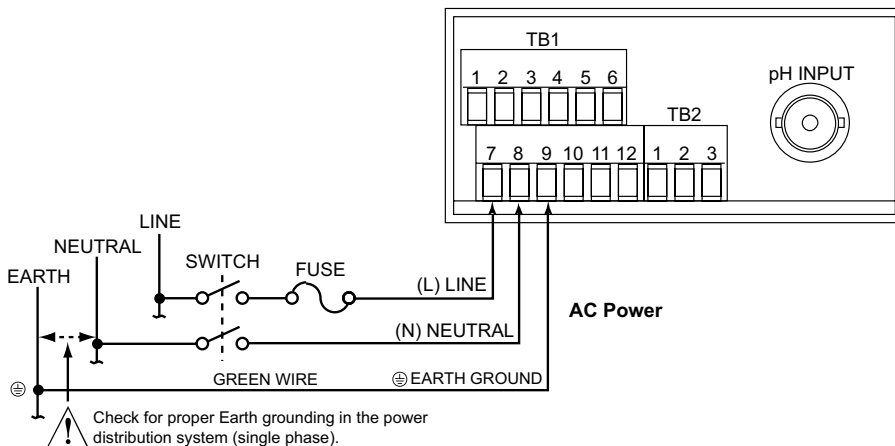 TB1
1 2 3 4 5 6
pH INPUT
TB2
7 8 9 10 11 12 1 2 3
LINE
NEUTRAL
EARTH
SWITCH
FUSE
(L) LINE
(N) NEUTRAL
AC Power
GREEN WIRE
EARTH GROUND
! Check for proper Earth grounding in the power
distribution system (single phase).